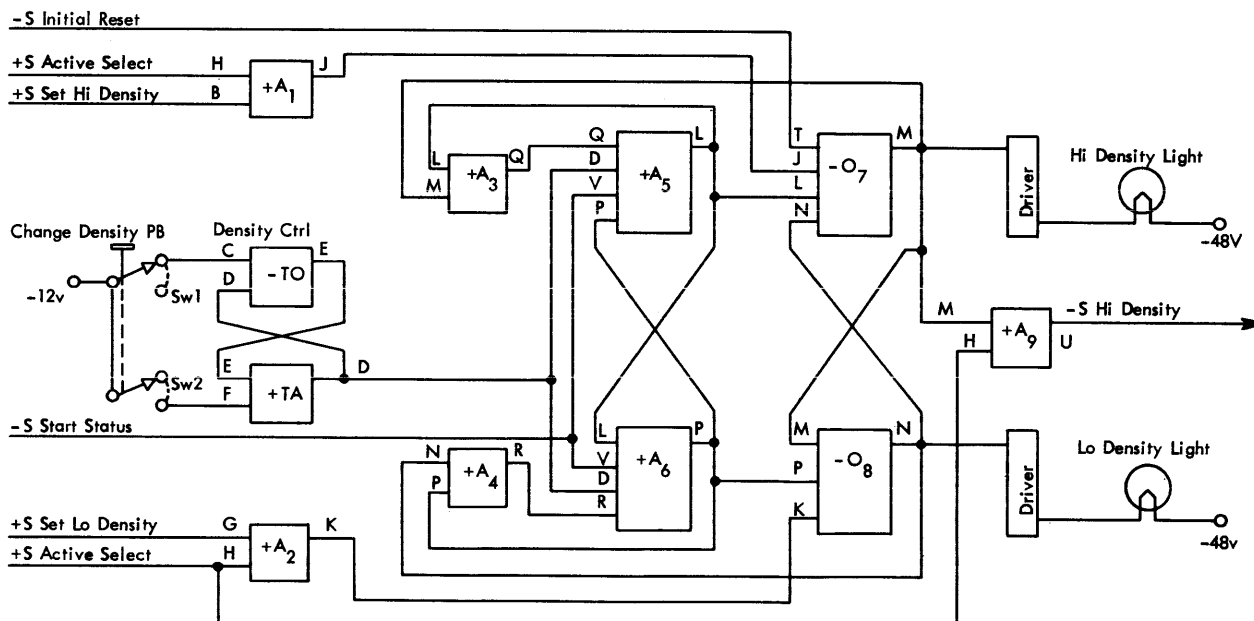 -S Initial Reset
+S Active Select H
+S Set Hi Density B
+A1
J
L
M
+A3
Q
Q
D
V
P
+A5
L
T
J
L
N
-O7
M
Driver
Hi Density Light
-48V
Change Density PB
-12v
Sw1
Sw2
Density Ctrl
C
D
-TO
E
E
F
+TA
D
M
H
+A9
-S Hi Density
U
-S Start Status
N
P
+A4
R
L
V
D
R
+A6
P
M
P
K
-O8
N
Driver
Lo Density Light
-48v
+S Set Lo Density G
+S Active Select H
+A2
K